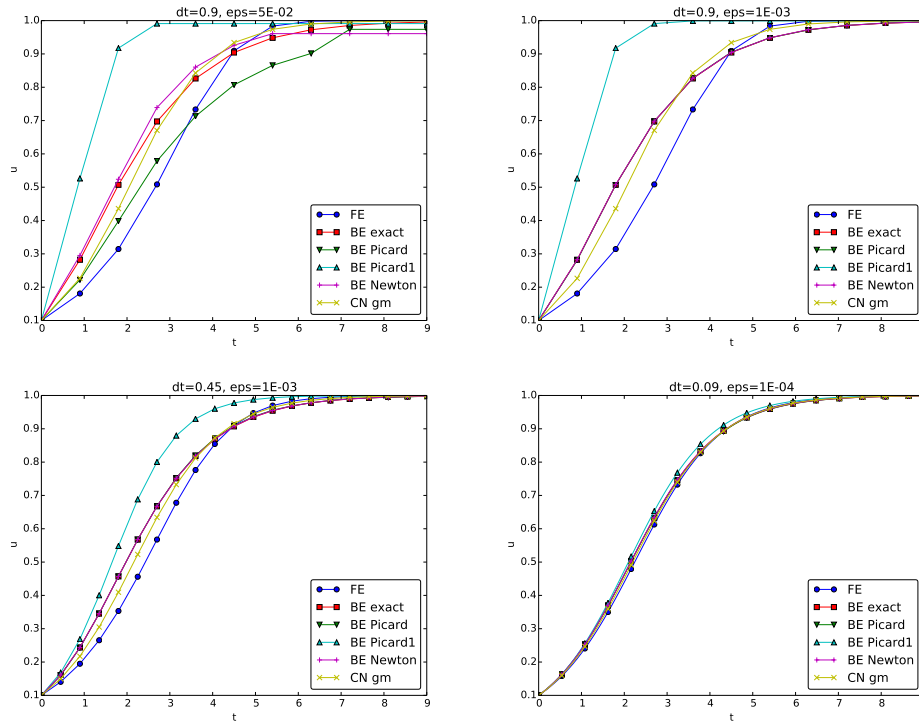 dt=0.9, eps=5E-02
1.0
0.9
0.8
0.7
0.6
0.5
0.4
0.3
0.2
0.1
u
0 1 2 3 4 5 6 7 8 9
t
FE
BE exact
BE Picard
BE Picard1
BE Newton
CN gm
dt=0.9, eps=1E-03
1.0
0.9
0.8
0.7
0.6
0.5
0.4
0.3
0.2
0.1
u
0 1 2 3 4 5 6 7 8
t
FE
BE exact
BE Picard
BE Picard1
BE Newton
CN gm
dt=0.45, eps=1E-03
1.0
0.9
0.8
0.7
0.6
0.5
0.4
0.3
0.2
0.1
u
0 1 2 3 4 5 6 7 8 9
t
FE
BE exact
BE Picard
BE Picard1
BE Newton
CN gm
dt=0.09, eps=1E-04
1.0
0.9
0.8
0.7
0.6
0.5
0.4
0.3
0.2
0.1
u
0 1 2 3 4 5 6 7 8
t
FE
BE exact
BE Picard
BE Picard1
BE Newton
CN gm